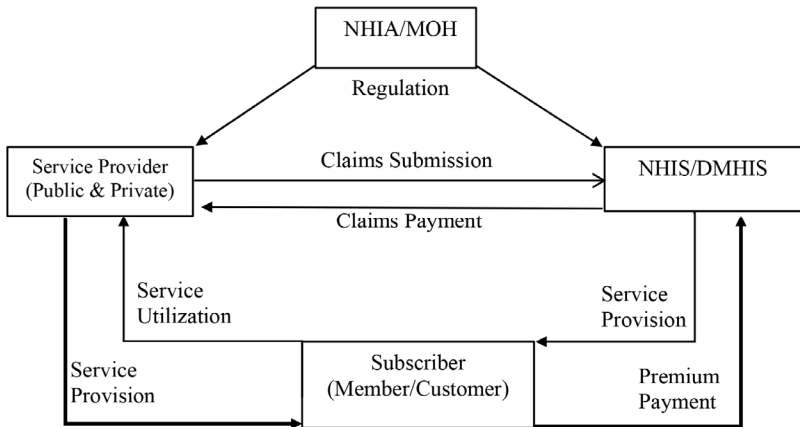 NHIA/MOH
Regulation
Service Provider
(Public & Private)
Claims Submission
NHIS/DMHIS
Claims Payment
Service
Utilization
Service
Provision
Service
Provision
Subscriber
(Member/Customer)
Premium
Payment